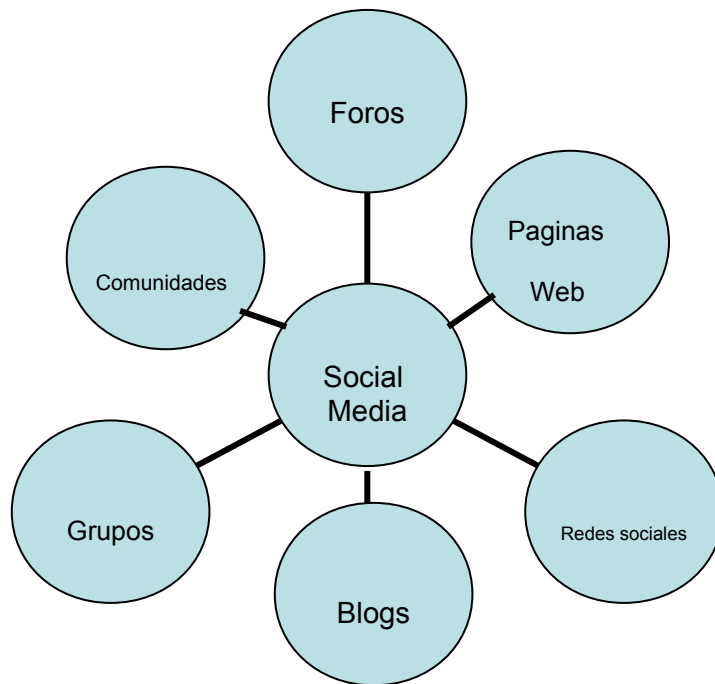 Foros
Paginas
Web
Comunidades
Social
Media
Grupos
Redes sociales
Blogs